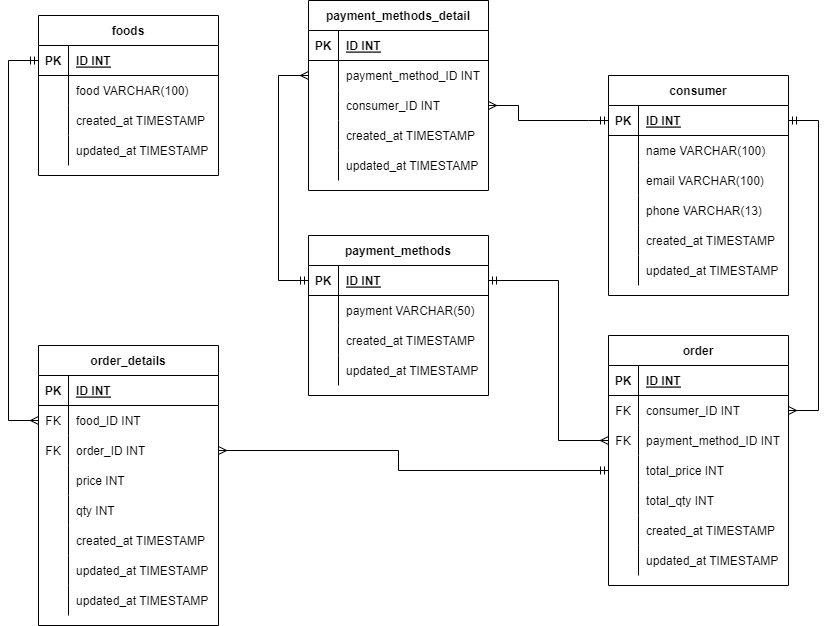 foods
PK ID INT
food VARCHAR(100)
created_at TIMESTAMP
updated_at TIMESTAMP
payment_methods_detail
PK ID INT
payment_method_ID INT
consumer_ID INT
created_at TIMESTAMP
updated_at TIMESTAMP
consumer
PK ID INT
name VARCHAR(100)
email VARCHAR(100)
phone VARCHAR(13)
created_at TIMESTAMP
updated_at TIMESTAMP
payment_methods
PK ID INT
payment VARCHAR(50)
created_at TIMESTAMP
updated_at TIMESTAMP
order_details
PK ID INT
FK food_ID INT
FK order_ID INT
price INT
qty INT
created_at TIMESTAMP
updated_at TIMESTAMP
updated_at TIMESTAMP
order
PK ID INT
FK consumer_ID INT
FK payment_method_ID INT
total_price INT
total_qty INT
created_at TIMESTAMP
updated_at TIMESTAMP